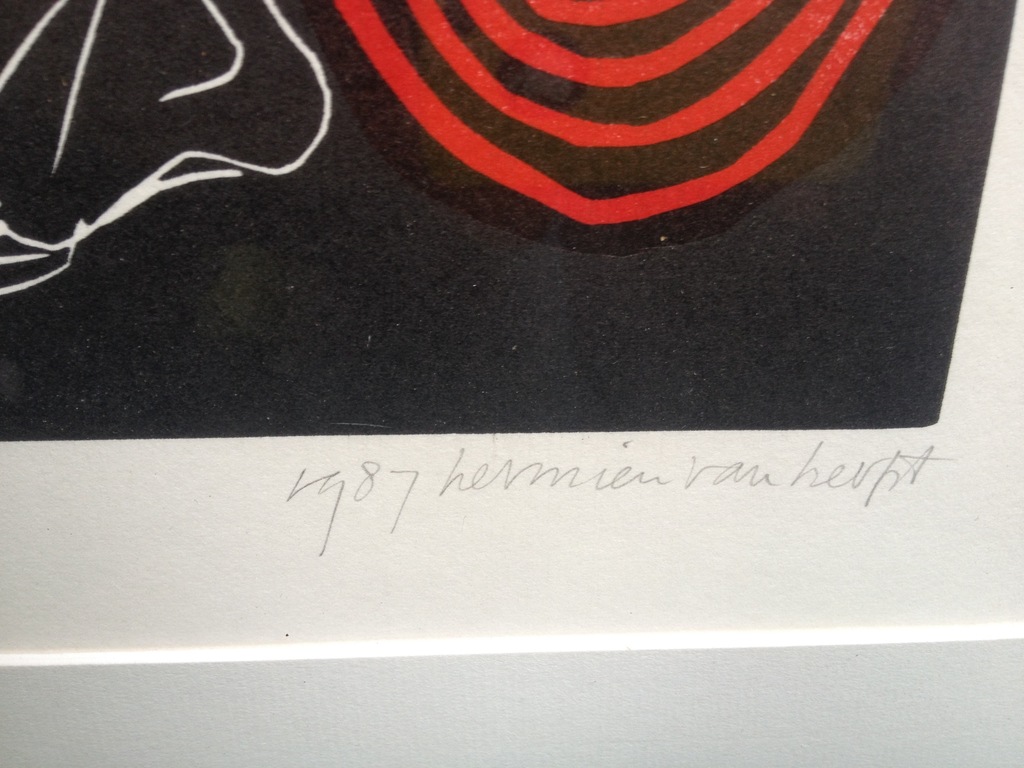 1987 hermien van herpt